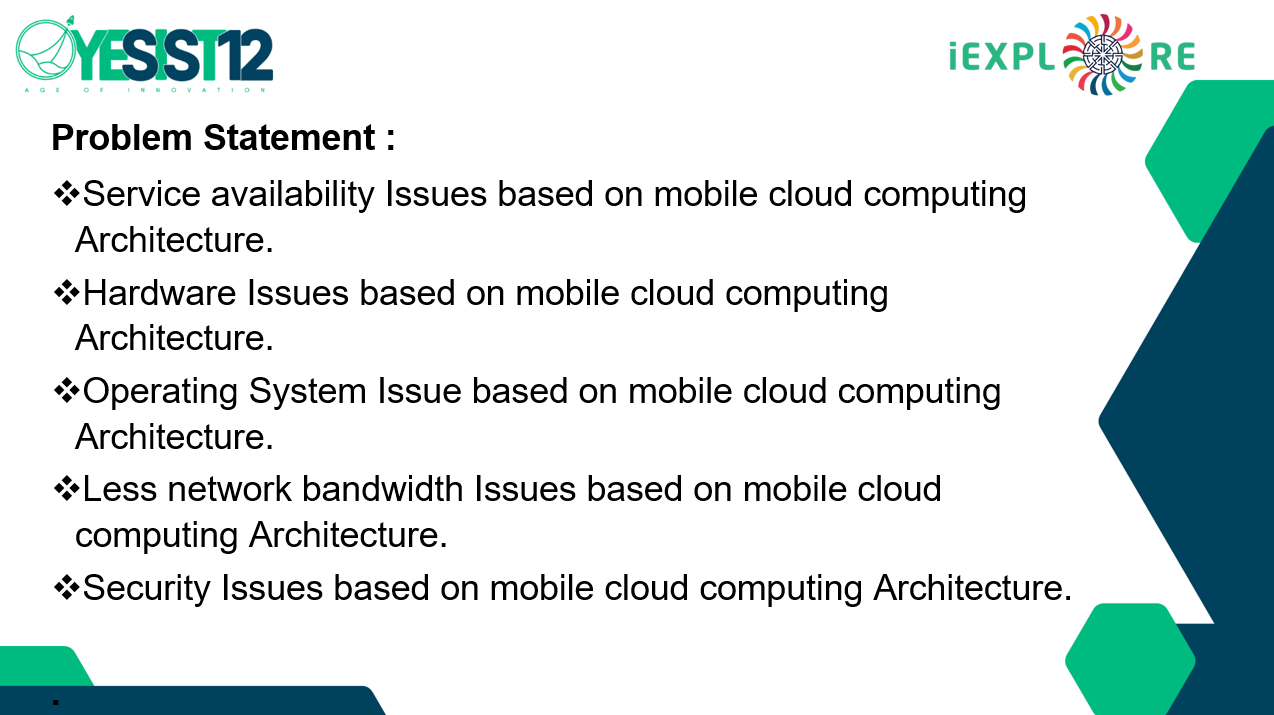 YESIST12
AGE OF INNOVATION
iEXPLORE
Problem Statement :
❖Service availability Issues based on mobile cloud computing
Architecture.
❖Hardware Issues based on mobile cloud computing
Architecture.
❖Operating System Issue based on mobile cloud computing
Architecture.
❖Less network bandwidth Issues based on mobile cloud
computing Architecture.
❖Security Issues based on mobile cloud computing Architecture.